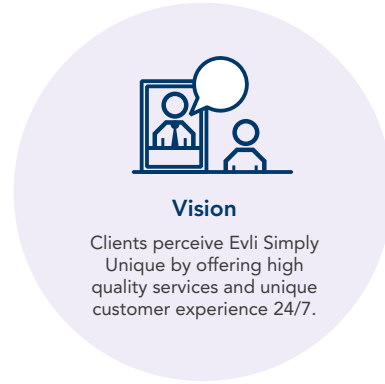 Vision
Clients perceive Evli Simply
Unique by offering high
quality services and unique
customer experience 24/7.